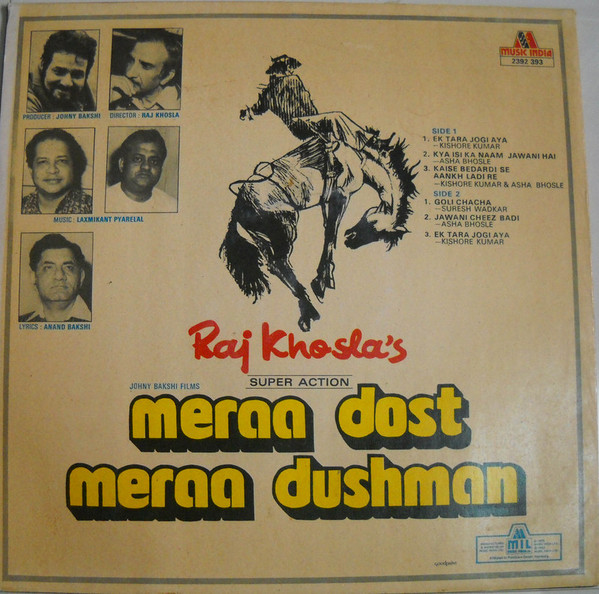 MUSIC INDIA
2392 393
PRODUCER : JOHNY BAKSHI
DIRECTOR : RAJ KHOSLA
MUSIC : LAXMIKANT PYARELAL
LYRICS : ANAND BAKSHI
SIDE 1
1. EK TARA JOGI AYA
—KISHORE KUMAR
2. KYA ISI KA NAAM JAWANI HAI
—ASHA BHOSLE
3. KAISE BEDARDI SE
AANKH LADI RE
—KISHORE KUMAR & ASHA BHOSLE
SIDE 2
1. GOLI CHACHA
—SURESH WADKAR
2. JAWANI CHEEZ BADI
—ASHA BHOSLE
3. EK TARA JOGI AYA
—KISHORE KUMAR
Raj Khosla's
JOHNY BAKSHI FILMS
SUPER ACTION
meraa dost
meraa dushman
MIL